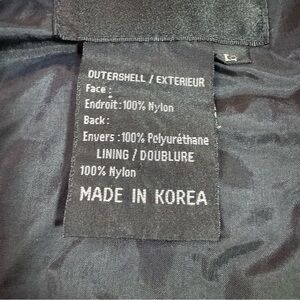 OUTERSHELL / EXTERIEUR
Face :
Endroit :100% Nylon
Back :
Envers :100% Polyuréthane
LINING / DOUBLURE
100% Nylon
MADE IN KOREA